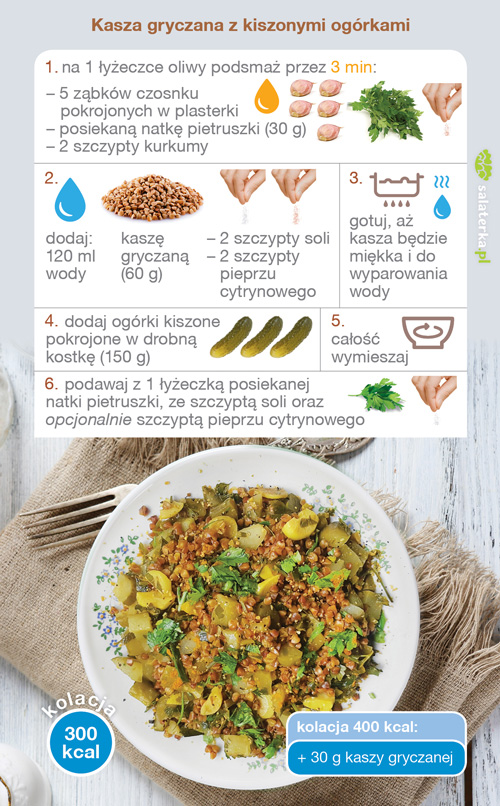 Kasza gryczana z kiszonymi ogórkami
1. na 1 łyżeczce oliwy podsmaż przez 3 min:
– 5 ząbków czosnku
pokrojonych w plasterki
– posiekaną natkę pietruszki (30 g)
– 2 szczypty kurkumy
2.
dodaj:
120 ml
wody
kaszę
gryczaną
(60 g)
– 2 szczypty soli
– 2 szczypty
pieprzu
cytrynowego
3.
gotuj, aż
kasza będzie
miękka i do
wyparowania
wody
salaterka.pl
4. dodaj ogórki kiszone
pokrojone w drobną
kostkę (150 g)
5.
całość
wymieszaj
6. podawaj z 1 łyżeczką posiekanej
natki pietruszki, ze szczyptą soli oraz
opcjonalnie szczyptą pieprzu cytrynowego
kolacja
300
kcal
kolacja 400 kcal:
+ 30 g kaszy gryczanej